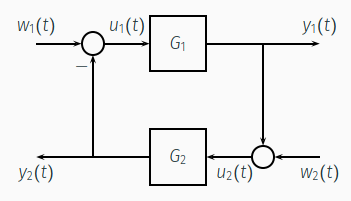 w₁(t) u₁(t) G₁ y₁(t)
−
y₂(t) G₂ u₂(t) w₂(t)